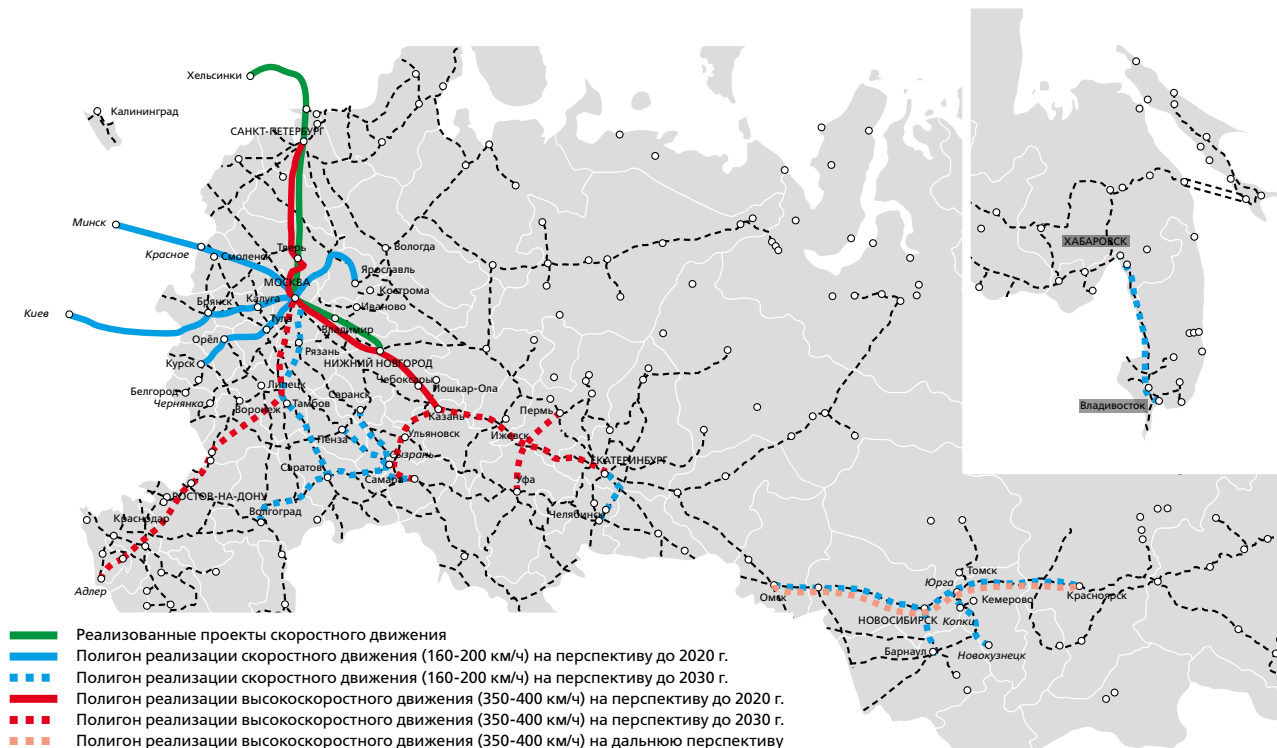 Хельсинки
Калининград
САНКТ-ПЕТЕРБУРГ
Минск
Красное
Смоленск
Тверь
Вологда
Ярославль
МОСКВА
Кострома
Иваново
Киев
Брянск
Калуга
Тула
Владимир
Орёл
Рязань
НИЖНИЙ НОВГОРОД
Курск
Чебоксары
Йошкар-Ола
Белгород
Чернянка
Липецк
Саранск
Воронеж
Тамбов
Казань
Пермь
Пенза
Ульяновск
Ижевск
Сызрань
ЕКАТЕРИНБУРГ
Саратов
Самара
Уфа
РОСТОВ-НА-ДОНУ
Волгоград
Челябинск
Краснодар
Адлер
ХАБАРОВСК
Владивосток
Омск
Томск
Юрга
Кемерово
Красноярск
НОВОСИБИРСК
Копки
Барнаул
Новокузнецк
Реализованные проекты скоростного движения
Полигон реализации скоростного движения (160-200 км/ч) на перспективу до 2020 г.
Полигон реализации скоростного движения (160-200 км/ч) на перспективу до 2030 г.
Полигон реализации высокоскоростного движения (350-400 км/ч) на перспективу до 2020 г.
Полигон реализации высокоскоростного движения (350-400 км/ч) на перспективу до 2030 г.
Полигон реализации высокоскоростного движения (350-400 км/ч) на дальнюю перспективу